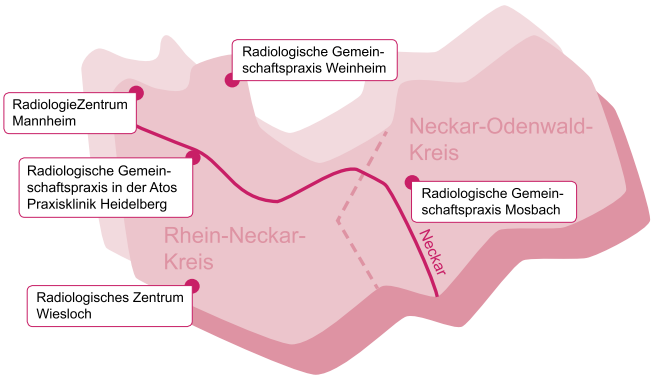 Radiologische Gemein-
schaftspraxis Weinheim
RadiologieZentrum
Mannheim
Neckar-Odenwald-
Kreis
Radiologische Gemein-
schaftspraxis in der Atos
Praxisklinik Heidelberg
Radiologische Gemein-
schaftspraxis Mosbach
Rhein-Neckar-
Kreis
Neckar
Radiologisches Zentrum
Wiesloch